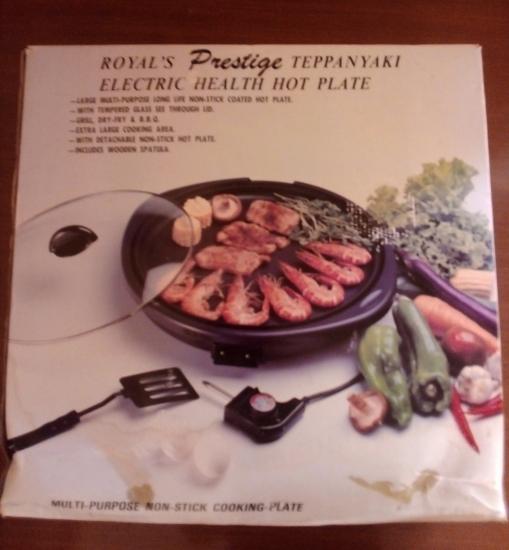 ROYAL'S Prestige TEPPANYAKI
ELECTRIC HEALTH HOT PLATE
—LARGE MULTI-PURPOSE LONG LIFE NON-STICK COATED HOT PLATE.
—WITH TEMPERED GLASS SEE THROUGH LID.
—GRILL, DRY-FRY & B.B.Q.
—EXTRA LARGE COOKING AREA.
—WITH DETACHABLE NON-STICK HOT PLATE.
—INCLUDES WOODEN SPATULA.
MULTI-PURPOSE NON-STICK COOKING-PLATE